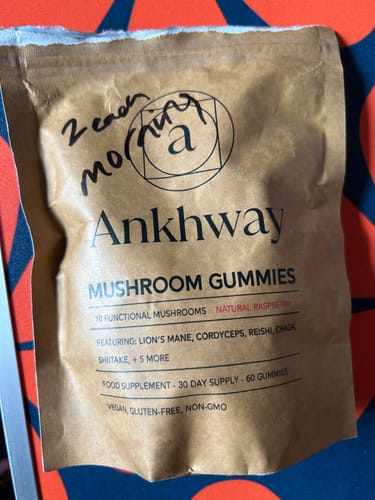 2 each
morning
a
Ankhway
MUSHROOM GUMMIES
10 FUNCTIONAL MUSHROOMS - NATURAL RASPBERRY
FEATURING: LION'S MANE, CORDYCEPS, REISHI, CHAGA,
SHIITAKE, + 5 MORE
FOOD SUPPLEMENT - 30 DAY SUPPLY - 60 GUMMIES
VEGAN, GLUTEN-FREE, NON-GMO